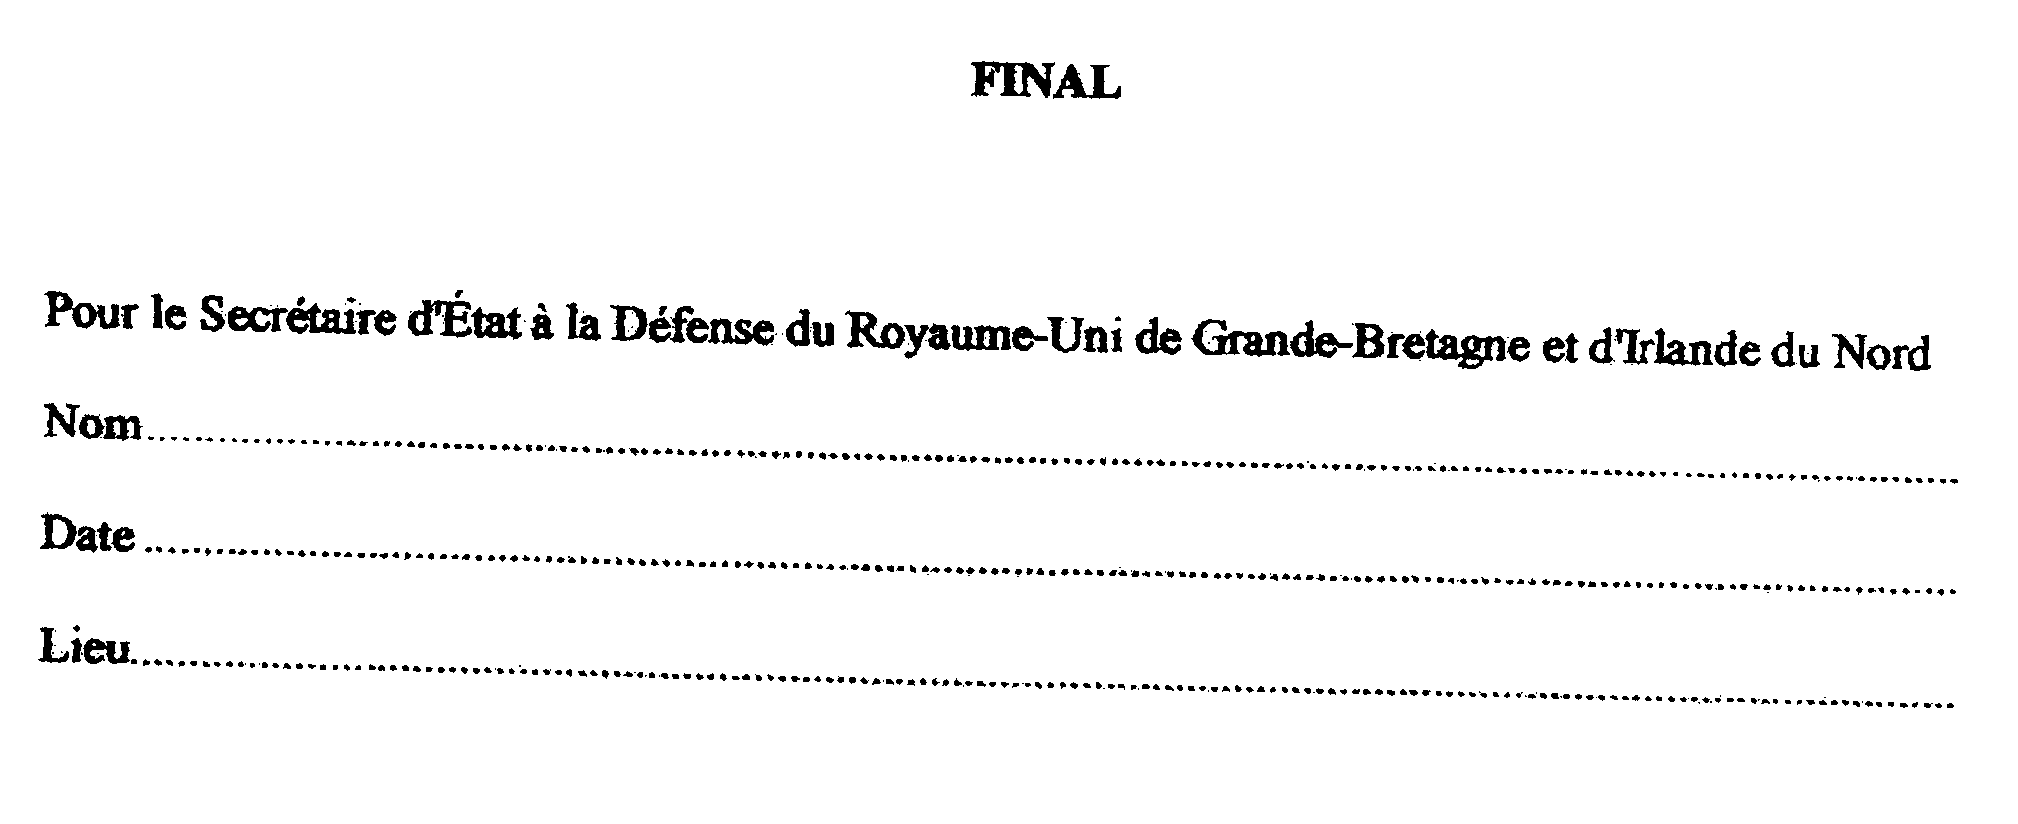 FINAL
Pour le Secrétaire d'État à la Défense du Royaume-Uni de Grande-Bretagne et d'Irlande du Nord
Nom........................................................................................................................
Date........................................................................................................................
Lieu........................................................................................................................